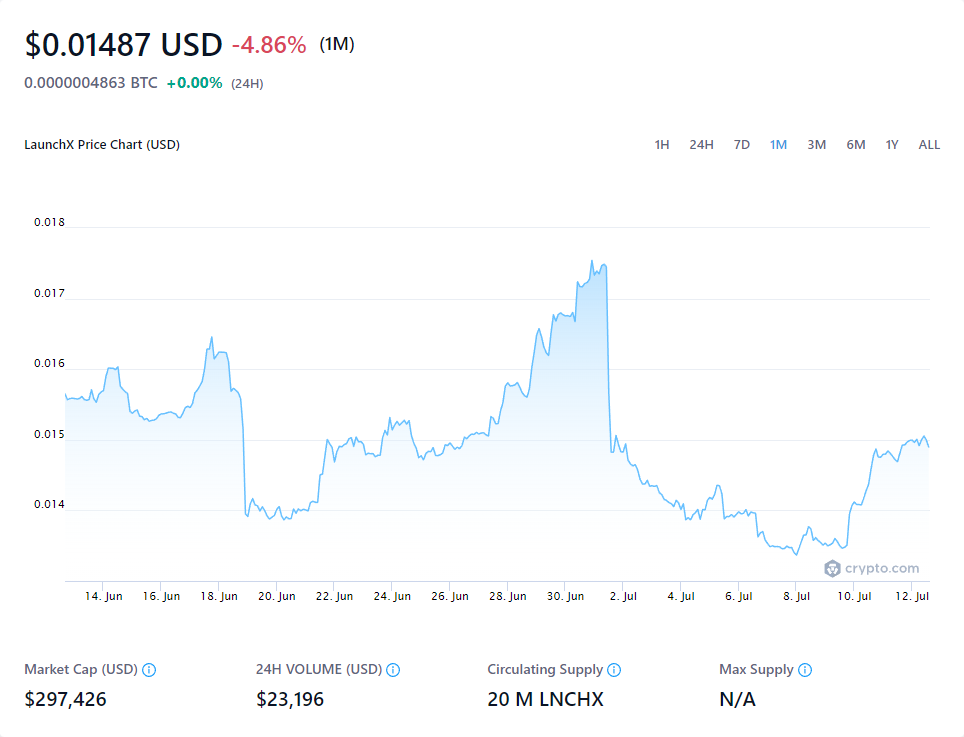 $0.01487 USD -4.86% (1M)
0.0000004863 BTC +0.00% (24H)
LaunchX Price Chart (USD) 1H 24H 7D 1M 3M 6M 1Y ALL
0.018
0.017
0.016
0.015
0.014
crypto.com
14. Jun 16. Jun 18. Jun 20. Jun 22. Jun 24. Jun 26. Jun 28. Jun 30. Jun 2. Jul 4. Jul 6. Jul 8. Jul 10. Jul 12. Jul
Market Cap (USD) 24H VOLUME (USD) Circulating Supply Max Supply
$297,426 $23,196 20 M LNCHX N/A